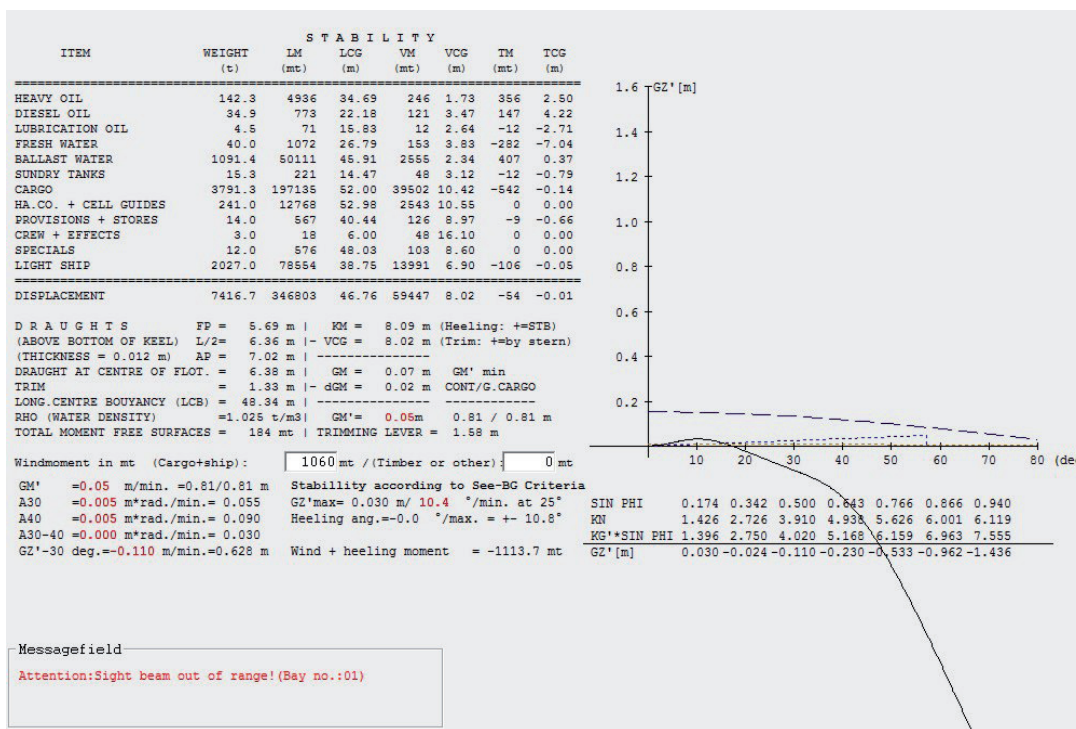 S T A B I L I T Y
ITEM WEIGHT LM LCG VM VCG TM TCG
(t) (mt) (m) (mt) (m) (mt) (m)
HEAVY OIL 142.3 4936 34.69 246 1.73 356 2.50
DIESEL OIL 34.9 773 22.18 121 3.47 147 4.22
LUBRICATION OIL 4.5 71 15.83 12 2.64 -12 -2.71
FRESH WATER 40.0 1072 26.79 153 3.83 -282 -7.04
BALLAST WATER 1091.4 50111 45.91 2555 2.34 407 0.37
SUNDRY TANKS 15.3 221 14.47 48 3.12 -12 -0.79
CARGO 3791.3 197135 52.00 39502 10.42 -542 -0.14
HA.CO. + CELL GUIDES 241.0 12768 52.98 2543 10.55 0 0.00
PROVISIONS + STORES 14.0 567 40.44 126 8.97 -9 -0.66
CREW + EFFECTS 3.0 18 6.00 48 16.10 0 0.00
SPECIALS 12.0 576 48.03 103 8.60 0 0.00
LIGHT SHIP 2027.0 78554 38.75 13991 6.90 -106 -0.05
DISPLACEMENT 7416.7 346803 46.76 59447 8.02 -54 -0.01
D R A U G H T S FP = 5.69 m | KM = 8.09 m (Heeling: +=STB)
(ABOVE BOTTOM OF KEEL) L/2= 6.36 m |- VCG = 8.02 m (Trim: +=by stern)
(THICKNESS = 0.012 m) AP = 7.02 m | ---------------
DRAUGHT AT CENTRE OF FLOT. = 6.38 m | GM = 0.07 m GM' min
TRIM = 1.33 m |- dGM = 0.02 m CONT/G.CARGO
LONG.CENTRE BOUYANCY (LCB) = 48.34 m | --------------- ------------
RHO (WATER DENSITY) =1.025 t/m3| GM'= 0.05m 0.81 / 0.81 m
TOTAL MOMENT FREE SURFACES = 184 mt | TRIMMING LEVER = 1.58 m
Windmoment in mt (Cargo+ship): 1060 mt /(Timber or other): 0 mt
GM' =0.05 m/min. =0.81/0.81 m Stability according to See-BG Criteria
A30 =0.005 m*rad./min.= 0.055 GZ'max= 0.030 m/ 10.4 °/min. at 25°
A40 =0.005 m*rad./min.= 0.090 Heeling ang.=-0.0 °/max. = +- 10.8°
A30-40 =0.000 m*rad./min.= 0.030
GZ'-30 deg.=-0.110 m/min.=0.628 m Wind + heeling moment = -1113.7 mt
Messagefield
Attention:Sight beam out of range!(Bay no.:01)
1.6 GZ'[m]
1.4
1.2
1.0
0.8
0.6
0.4
0.2
10 20 30 40 50 60 70 80 (de
SIN PHI 0.174 0.342 0.500 0.643 0.766 0.866 0.940
KN 1.426 2.726 3.910 4.938 5.626 6.001 6.119
KG'*SIN PHI 1.396 2.750 4.020 5.168 6.159 6.963 7.555
GZ'[m] 0.030 -0.024 -0.110 -0.230 -0.533 -0.962 -1.436